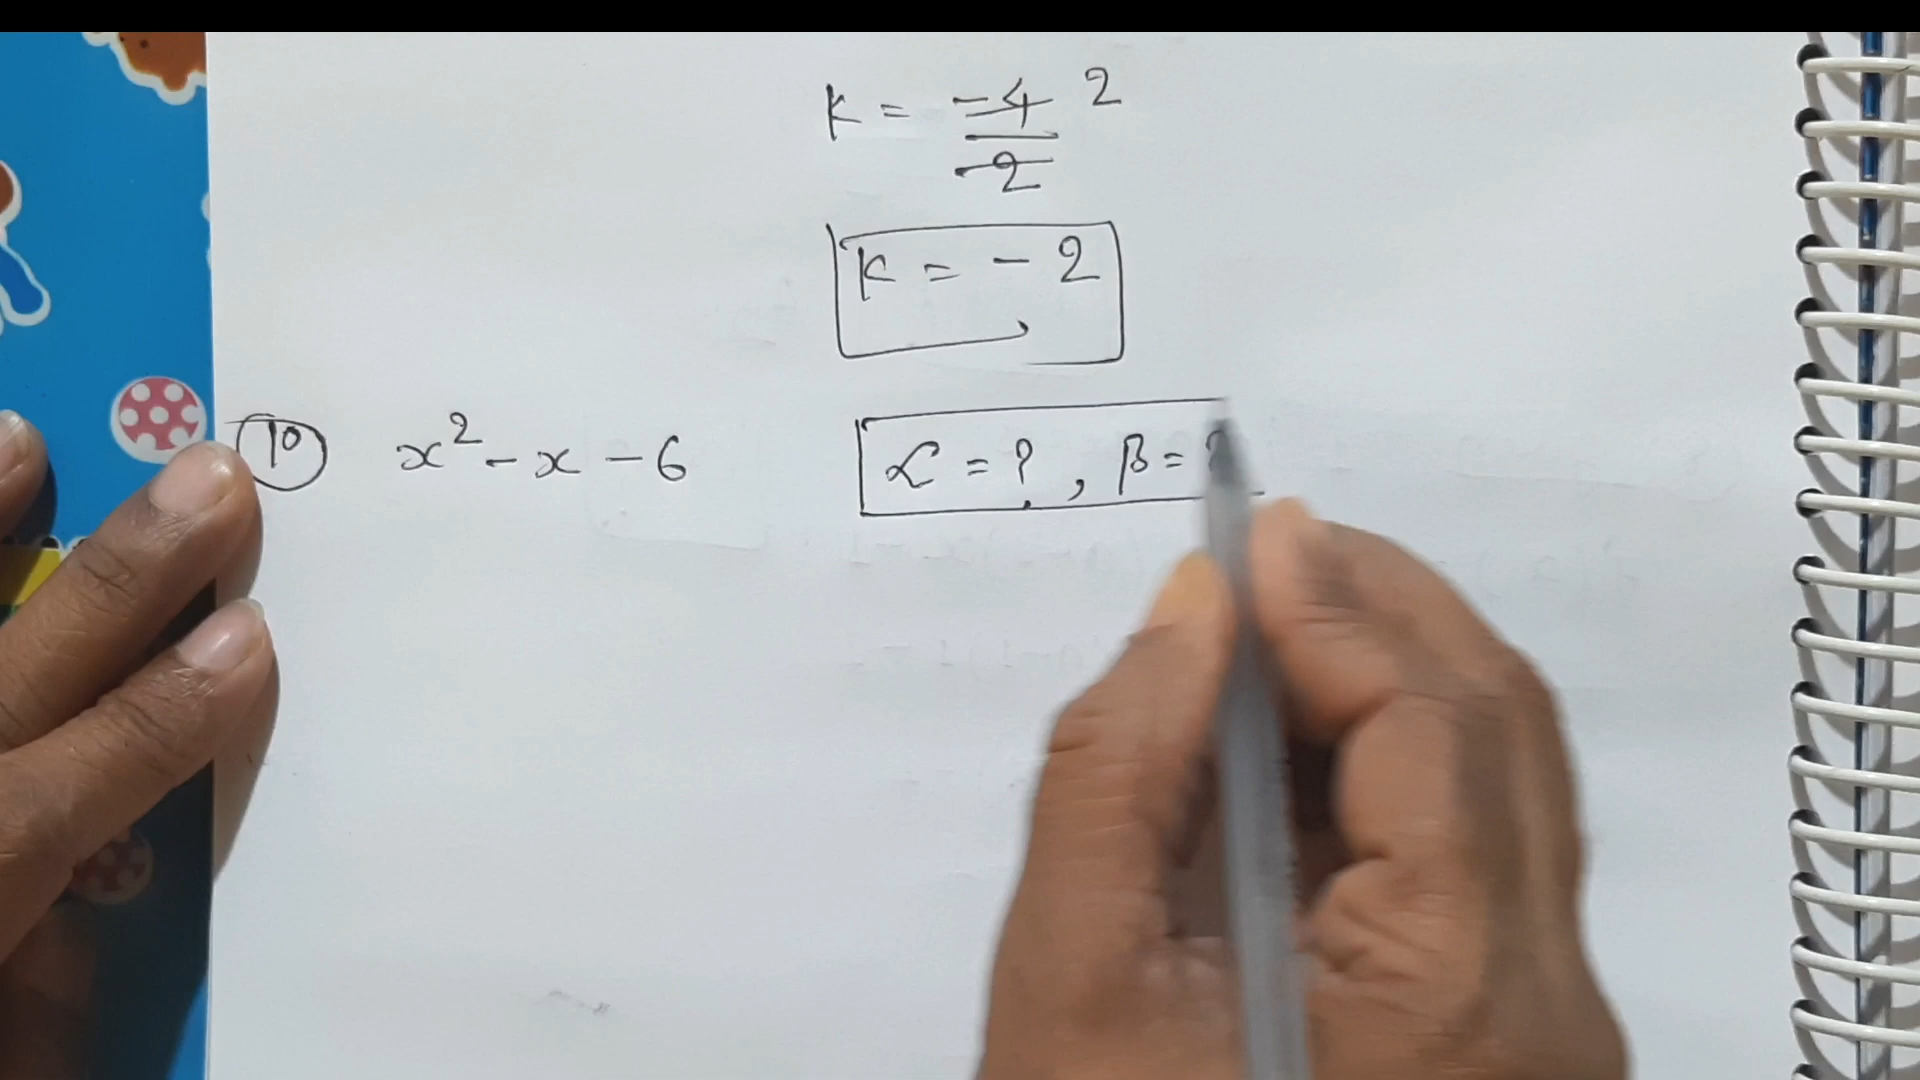 K = -4/2 2
K = - 2
10 x² - x - 6 α = ?, β = ?